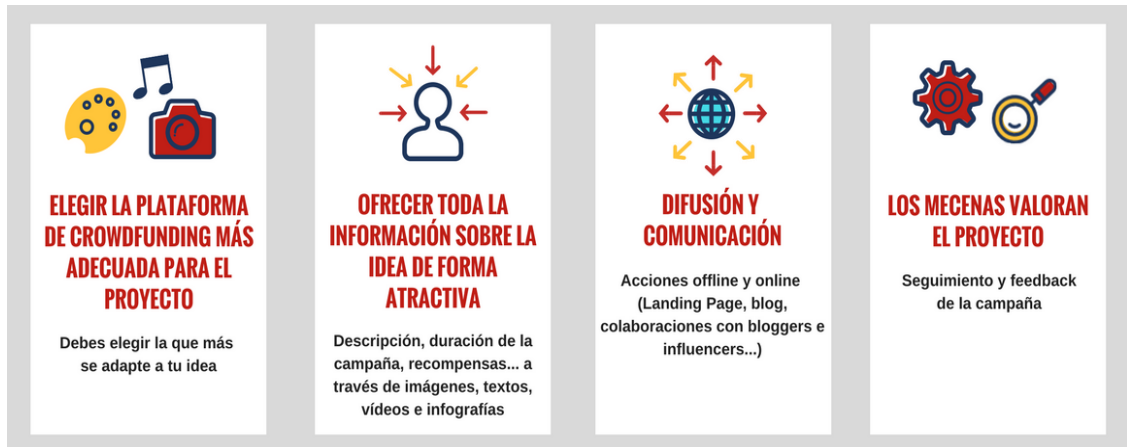 ELEGIR LA PLATAFORMA
DE CROWDFUNDING MÁS
ADECUADA PARA EL
PROYECTO
Debes elegir la que más
se adapte a tu idea
OFRECER TODA LA
INFORMACIÓN SOBRE LA
IDEA DE FORMA
ATRACTIVA
Descripción, duración de la
campaña, recompensas... a
través de imágenes, textos,
vídeos e infografías
DIFUSIÓN Y
COMUNICACIÓN
Acciones offline y online
(Landing Page, blog,
colaboraciones con bloggers e
influencers...)
LOS MECENAS VALORAN
EL PROYECTO
Seguimiento y feedback
de la campaña